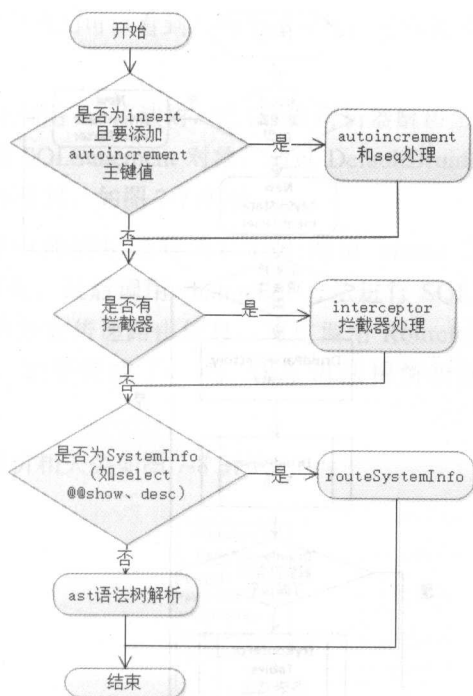 开始
是否为insert
且要添加
autoincrement
主键值
是
autoincrement
和seq处理
否
是否有
拦截器
是
interceptor
拦截器处理
否
是否为SystemInfo
（如select
@@show、desc）
是
routeSystemInfo
否
ast语法树解析
结束